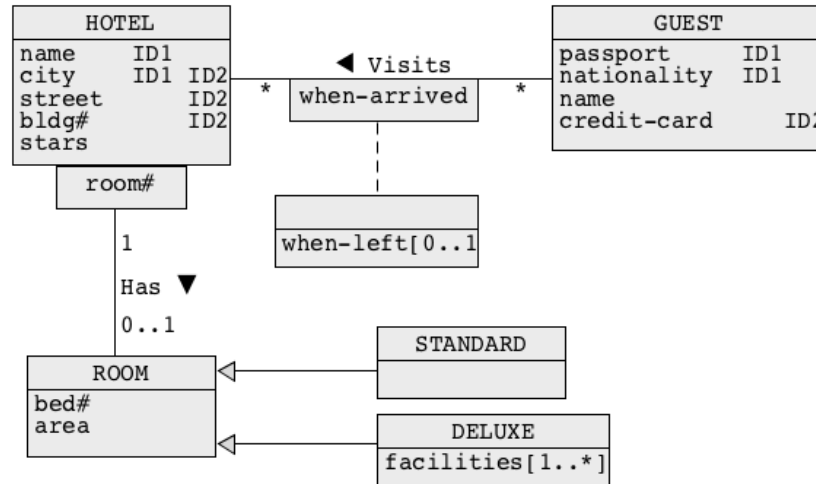 HOTEL
name ID1
city ID1 ID2
street ID2
bldg# ID2
stars
room#
◀ Visits
*
*
when-arrived
when-left[0..1
GUEST
passport ID1
nationality ID1
name
credit-card ID2
1
Has ▼
0..1
ROOM
bed#
area
STANDARD
DELUXE
facilities[1..*]